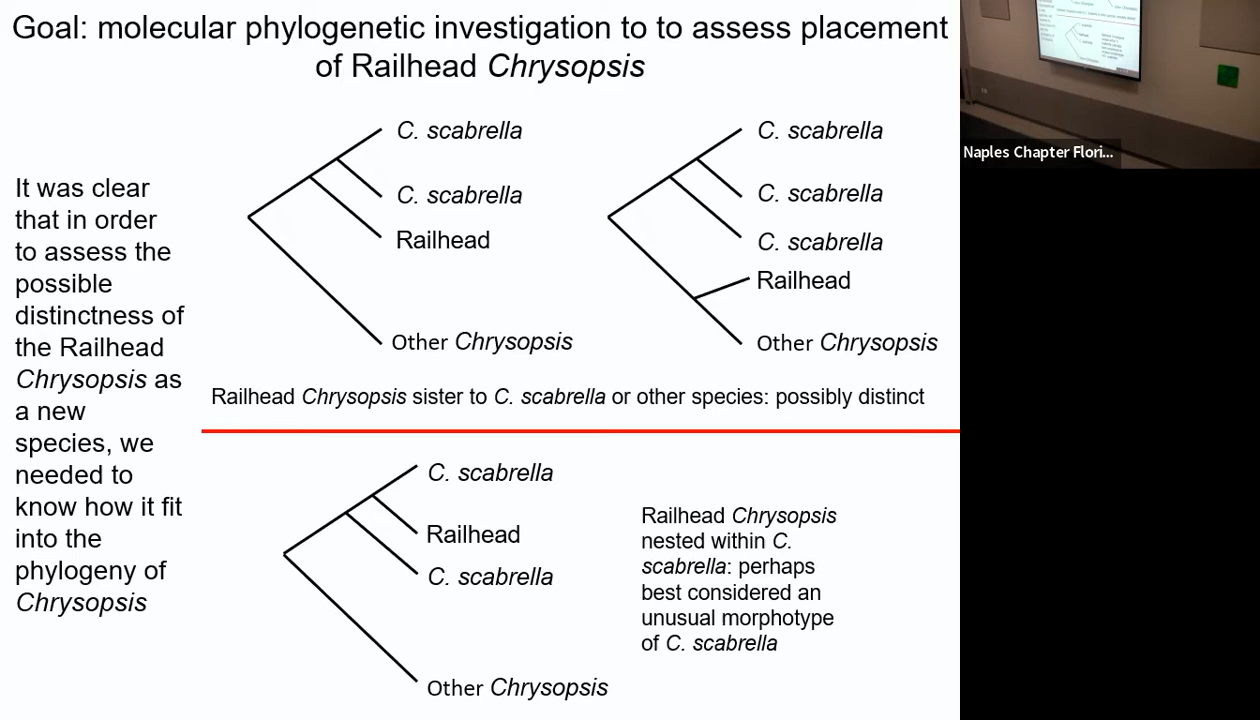 Goal: molecular phylogenetic investigation to to assess placement
of Railhead Chrysopsis
It was clear
that in order
to assess the
possible
distinctness of
the Railhead
Chrysopsis as
a new
species, we
needed to
know how it fit
into the
phylogeny of
Chrysopsis
C. scabrella
C. scabrella
Railhead
Other Chrysopsis
C. scabrella
C. scabrella
C. scabrella
Railhead
Other Chrysopsis
Railhead Chrysopsis sister to C. scabrella or other species: possibly distinct
C. scabrella
Railhead
C. scabrella
Other Chrysopsis
Railhead Chrysopsis
nested within C.
scabrella: perhaps
best considered an
unusual morphotype
of C. scabrella
Naples Chapter Flori...